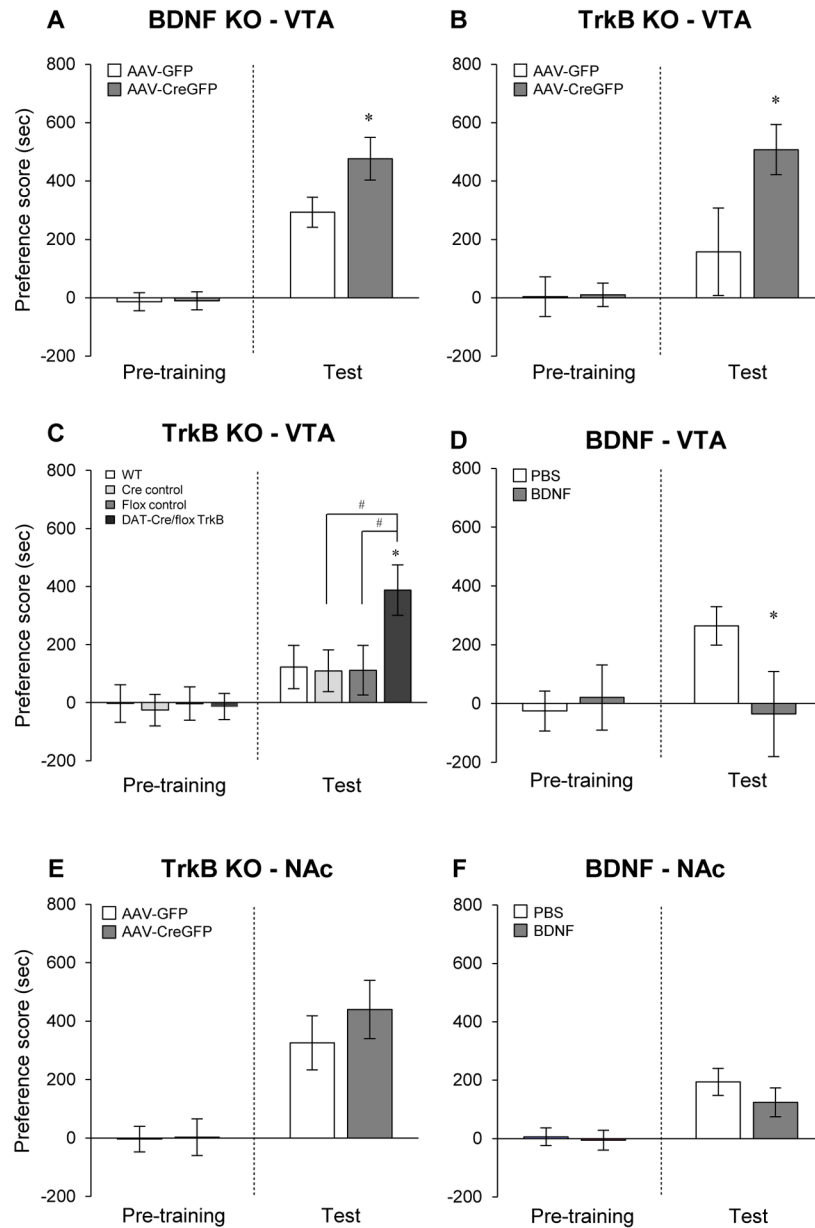 A BDNF KO - VTA
Preference score (sec)
800
600
400
200
0
-200
AAV-GFP
AAV-CreGFP
*
Pre-training Test
B TrkB KO - VTA
800
600
400
200
0
-200
AAV-GFP
AAV-CreGFP
*
Pre-training Test
C TrkB KO - VTA
Preference score (sec)
800
600
400
200
0
-200
WT
Cre control
Flox control
DAT-Cre/flox TrkB
#
#
*
Pre-training Test
D BDNF - VTA
800
600
400
200
0
-200
PBS
BDNF
*
Pre-training Test
E TrkB KO - NAc
Preference score (sec)
800
600
400
200
0
-200
AAV-GFP
AAV-CreGFP
Pre-training Test
F BDNF - NAc
800
600
400
200
0
-200
PBS
BDNF
Pre-training Test